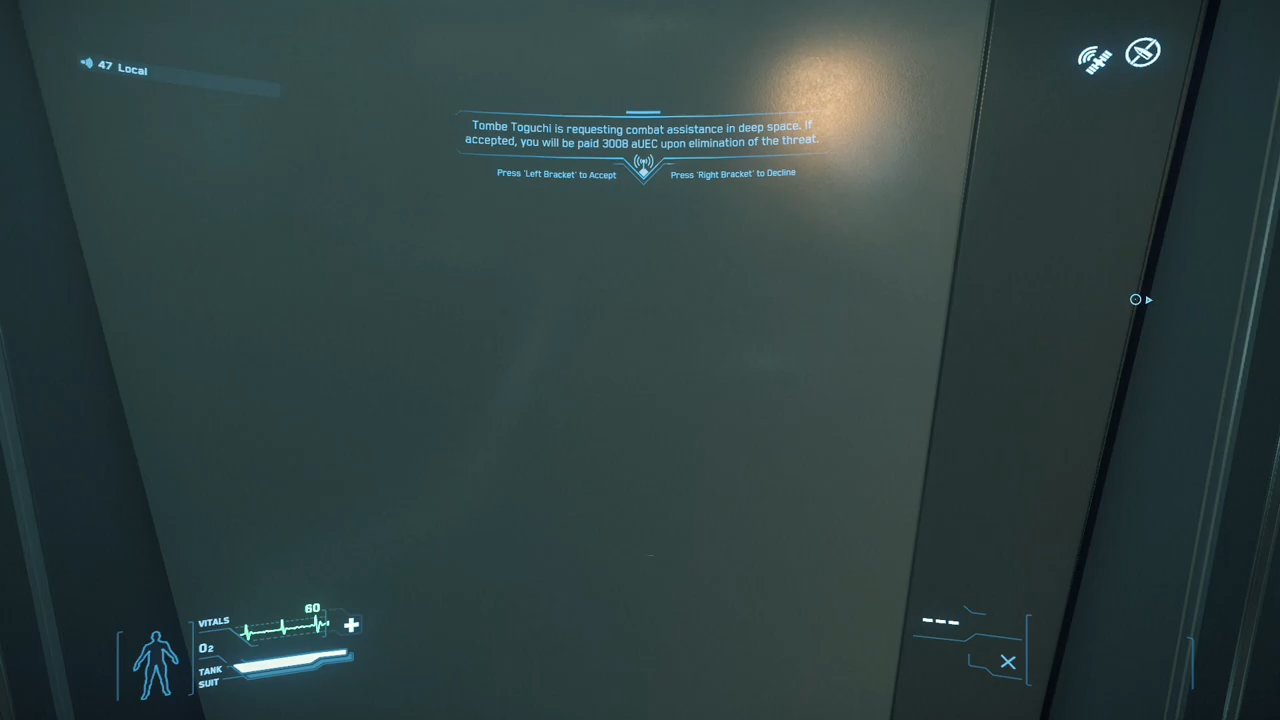 47 Local
Tombe Toguchi is requesting combat assistance in deep space. If
accepted, you will be paid 3008 aUEC upon elimination of the threat.
Press 'Left Bracket' to Accept
Press 'Right Bracket' to Decline
60
VITALS
O2
TANK
SUIT